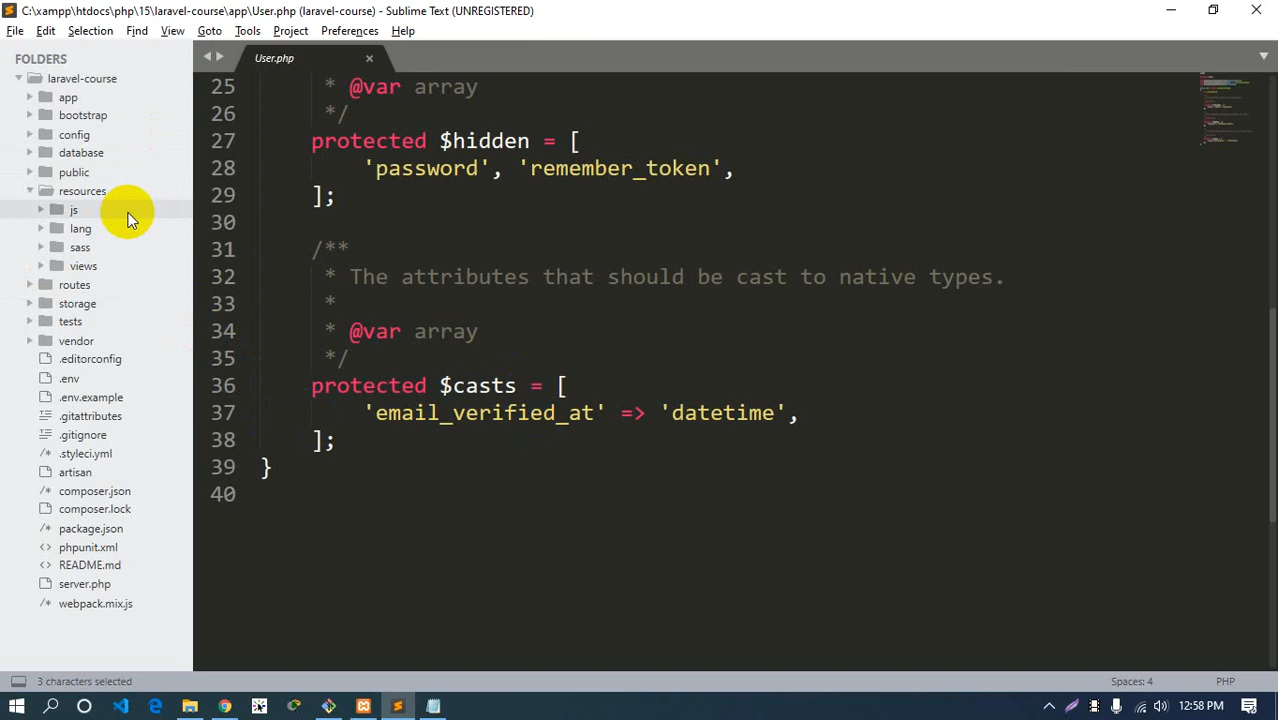 C:\xampp\htdocs\php\15\laravel-course\app\User.php (laravel-course) - Sublime Text (UNREGISTERED)
File Edit Selection Find View Goto Tools Project Preferences Help
FOLDERS
laravel-course
app
bootstrap
config
database
public
resources
js
lang
sass
views
routes
storage
tests
vendor
.editorconfig
.env
.env.example
.gitattributes
.gitignore
.styleci.yml
artisan
composer.json
composer.lock
package.json
phpunit.xml
README.md
server.php
webpack.mix.js
User.php
25 * @var array
26 */
27 protected $hidden = [
28 'password', 'remember_token',
29 ];
30
31 /**
32 * The attributes that should be cast to native types.
33 *
34 * @var array
35 */
36 protected $casts = [
37 'email_verified_at' => 'datetime',
38 ];
39 }
40
3 characters selected
Spaces: 4
PHP
12:58 PM